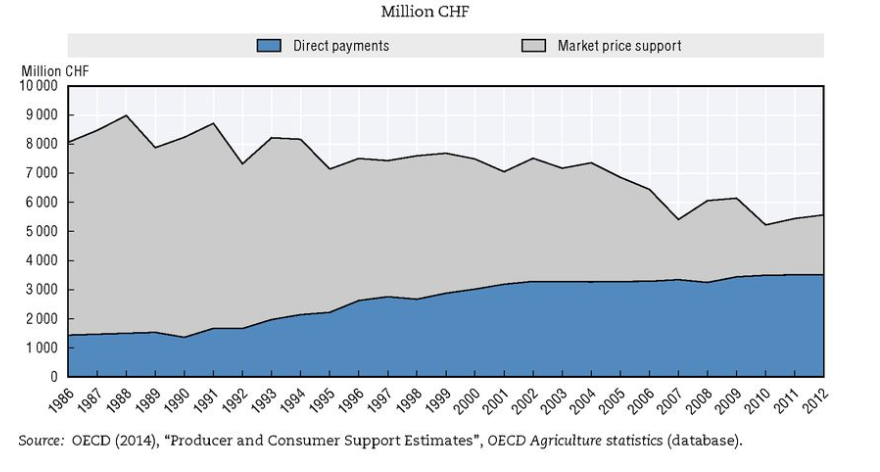 Million CHF
Direct payments Market price support
Million CHF
10 000
9 000
8 000
7 000
6 000
5 000
4 000
3 000
2 000
1 000
0
1986 1987 1988 1989 1990 1991 1992 1993 1994 1995 1996 1997 1998 1999 2000 2001 2002 2003 2004 2005 2006 2007 2008 2009 2010 2011 2012
Source: OECD (2014), “Producer and Consumer Support Estimates”, OECD Agriculture statistics (database).